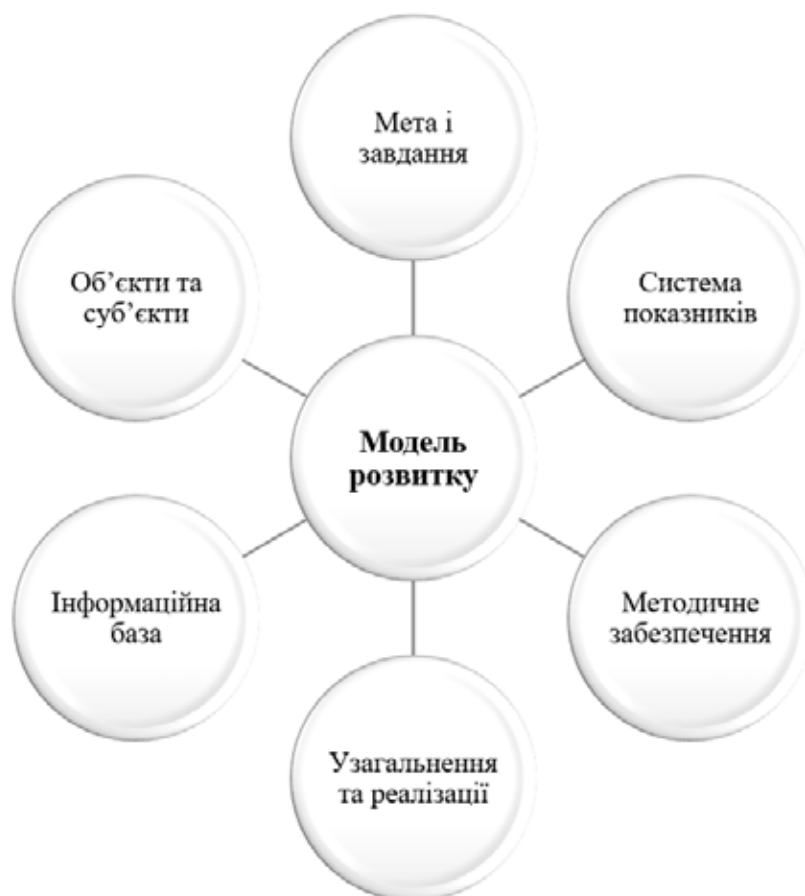 Мета і
завдання
Об’єкти та
суб’єкти
Система
показників
Модель
розвитку
Інформаційна
база
Методичне
забезпечення
Узагальнення
та реалізації